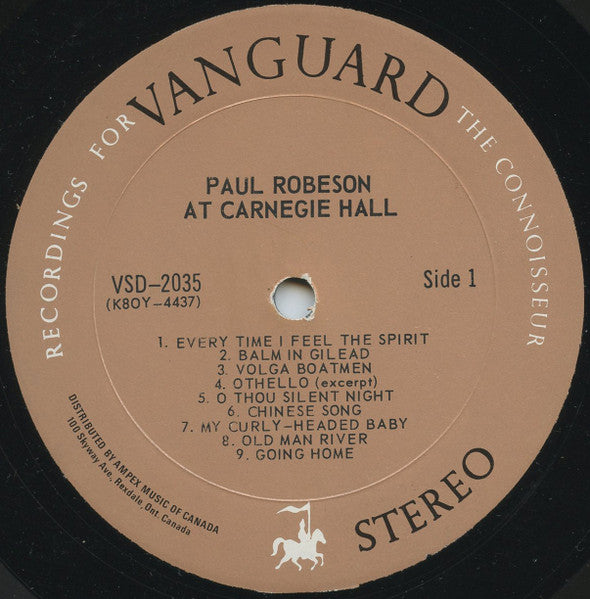 RECORDINGS FOR VANGUARD THE CONNOISSEUR
PAUL ROBESON
AT CARNEGIE HALL
VSD-2035
(K8OY-4437)
Side 1
1. EVERY TIME I FEEL THE SPIRIT
2. BALM IN GILEAD
3. VOLGA BOATMEN
4. OTHELLO (excerpt)
5. O THOU SILENT NIGHT
6. CHINESE SONG
7. MY CURLY-HEADED BABY
8. OLD MAN RIVER
9. GOING HOME
DISTRIBUTED BY AMPEX MUSIC OF CANADA
100 Skyway Ave., Rexdale, Ont. Canada
STEREO